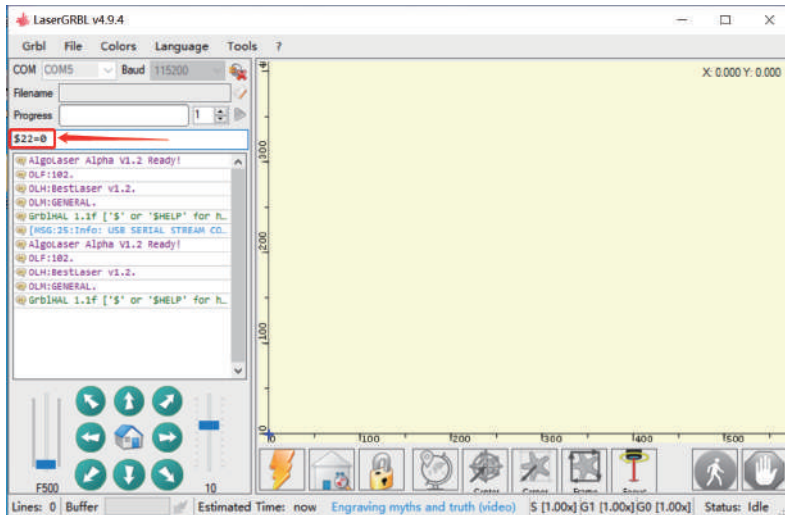 LaserGRBL v4.9.4
Grbl File Colors Language Tools ?
COM COM5 Baud 115200
Filename
Progress 1
$22=0
AlgoLaser Alpha V1.2 Ready!
OLF:102.
OLH:BestLaser v1.2.
OLM:GENERAL.
GrblHAL 1.1f ['$' or '$HELP' for h…
[MSG:25:Info: USB SERIAL STREAM CO…
AlgoLaser Alpha V1.2 Ready!
OLF:102.
OLH:BestLaser v1.2.
OLM:GENERAL.
GrblHAL 1.1f ['$' or '$HELP' for h…
X: 0.000 Y: 0.000
300
200
100
0
0 100 200 300 400 500
F500 10
Center Corner Frame Focus
Lines: 0 Buffer Estimated Time: now Engraving myths and truth (video) S [1.00x] G1 [1.00x] G0 [1.00x] Status: Idle